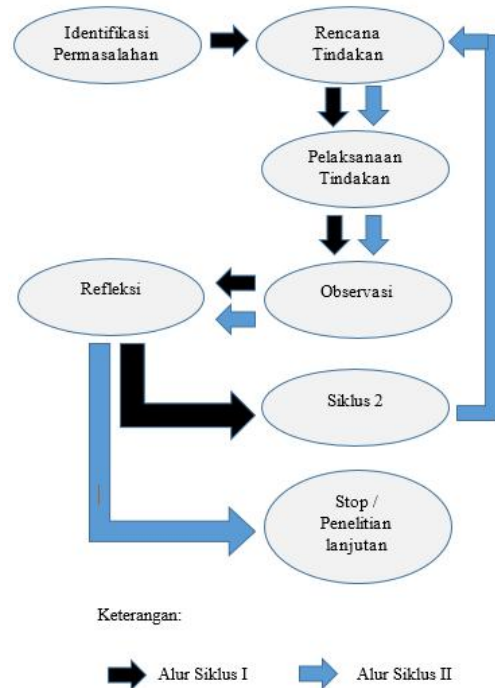 Identifikasi
Permasalahan
Rencana
Tindakan
Pelaksanaan
Tindakan
Refleksi
Observasi
Siklus 2
Stop /
Penelitian
lanjutan
Keterangan:
Alur Siklus I
Alur Siklus II